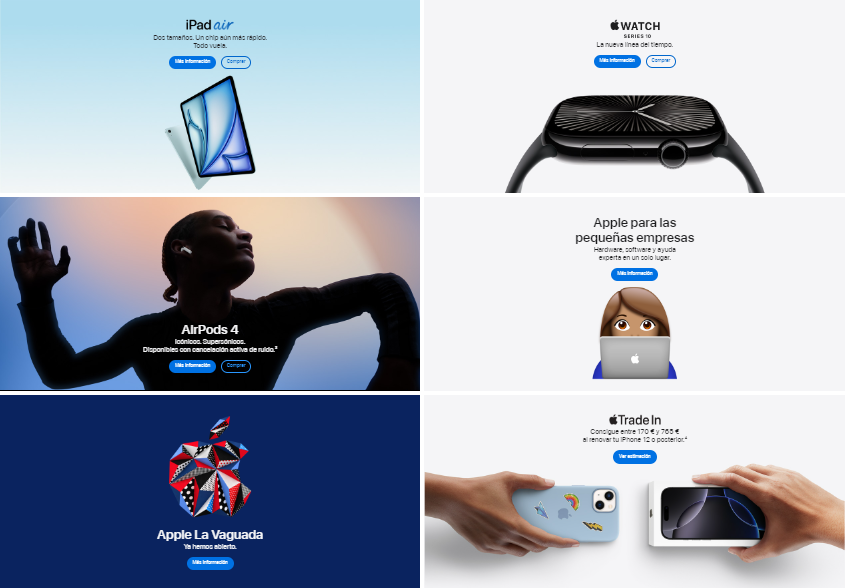 iPad air
Dos tamaños. Un chip aún más rápido.
Todo vuela.
Más información
Comprar
WATCH
SERIES 10
La nueva línea del tiempo.
Más información
Comprar
AirPods 4
Icónicos. Supersónicos.
Disponibles con cancelación activa de ruido.²
Más información
Comprar
Apple para las
pequeñas empresas
Hardware, software y ayuda
experta en un solo lugar.
Más información
Apple La Vaguada
Ya hemos abierto.
Más información
Trade In
Consigue entre 170 € y 765 €
al renovar tu iPhone 12 o posterior.⁴
Ver estimación